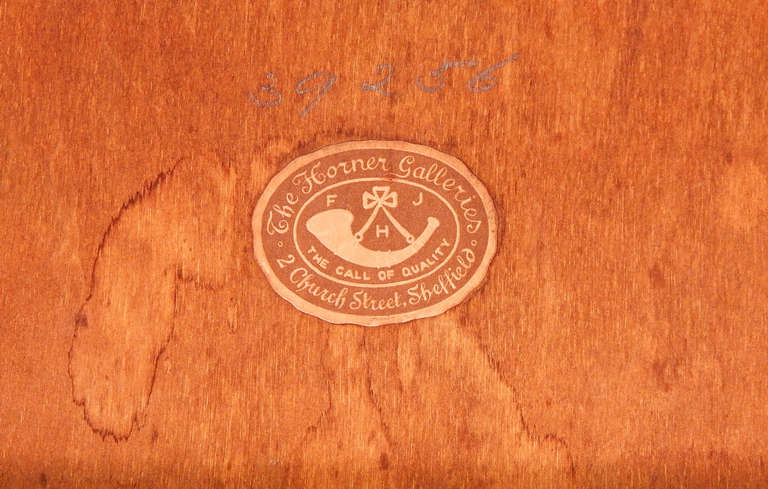 39256
The Horner Galleries
F J
H
THE CALL OF QUALITY
2 Church Street, Sheffield